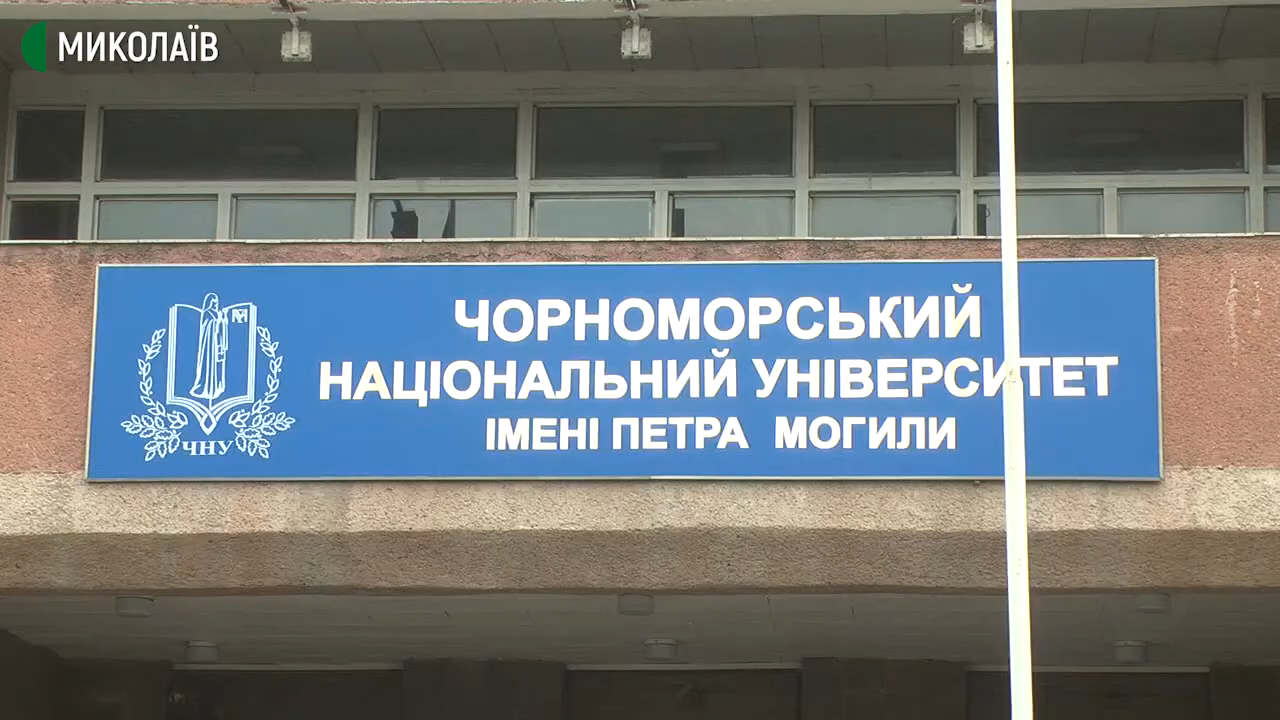 МИКОЛАЇВ
ЧОРНОМОРСЬКИЙ
НАЦІОНАЛЬНИЙ УНІВЕРСИТЕТ
ІМЕНІ ПЕТРА МОГИЛИ
ЧНУ